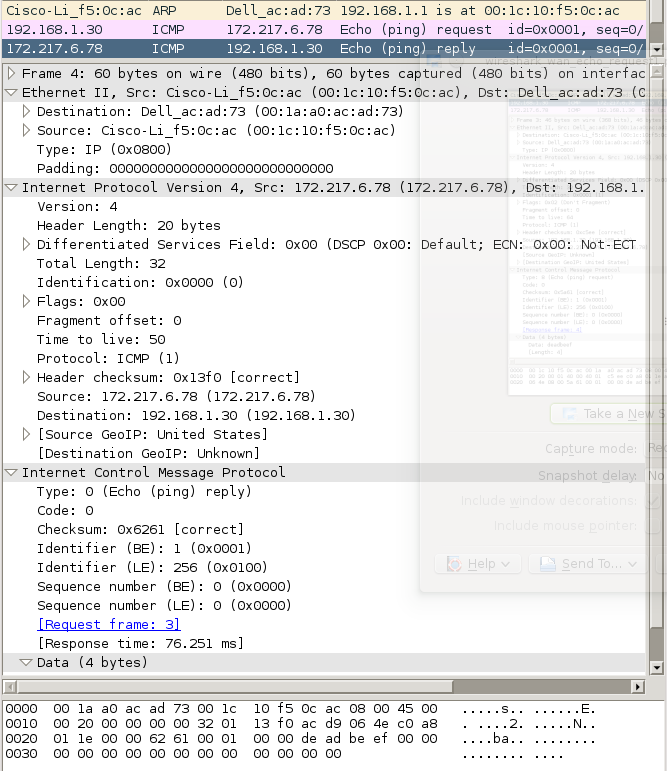 Cisco-Li_f5:0c:ac ARP Dell_ac:ad:73 192.168.1.1 is at 00:1c:10:f5:0c:ac
192.168.1.30 ICMP 172.217.6.78 Echo (ping) request id=0x0001, seq=0/
172.217.6.78 ICMP 192.168.1.30 Echo (ping) reply id=0x0001, seq=0/
Frame 4: 60 bytes on wire (480 bits), 60 bytes captured (480 bits) on interfac
Ethernet II, Src: Cisco-Li_f5:0c:ac (00:1c:10:f5:0c:ac), Dst: Dell_ac:ad:73 (0
Destination: Dell_ac:ad:73 (00:1a:a0:ac:ad:73)
Source: Cisco-Li_f5:0c:ac (00:1c:10:f5:0c:ac)
Type: IP (0x0800)
Padding: 0000000000000000000000000000
Internet Protocol Version 4, Src: 172.217.6.78 (172.217.6.78), Dst: 192.168.1.
Version: 4
Header Length: 20 bytes
Differentiated Services Field: 0x00 (DSCP 0x00: Default; ECN: 0x00: Not-ECT
Total Length: 32
Identification: 0x0000 (0)
Flags: 0x00
Fragment offset: 0
Time to live: 50
Protocol: ICMP (1)
Header checksum: 0x13f0 [correct]
Source: 172.217.6.78 (172.217.6.78)
Destination: 192.168.1.30 (192.168.1.30)
[Source GeoIP: United States]
[Destination GeoIP: Unknown]
Internet Control Message Protocol
Type: 0 (Echo (ping) reply)
Code: 0
Checksum: 0x6261 [correct]
Identifier (BE): 1 (0x0001)
Identifier (LE): 256 (0x0100)
Sequence number (BE): 0 (0x0000)
Sequence number (LE): 0 (0x0000)
[Request frame: 3]
[Response time: 76.251 ms]
Data (4 bytes)
Take a New S
Capture mode: Rec
Snapshot delay: No
Include window decorations:
Include mouse pointer:
Help
Send To...
0000 00 1a a0 ac ad 73 00 1c 10 f5 0c ac 08 00 45 00 .....s.. ......E.
0010 00 20 00 00 00 00 32 01 13 f0 ac d9 06 4e c0 a8 . ....2. .....N..
0020 01 1e 00 00 62 61 00 01 00 00 de ad be ef 00 00 ....ba.. ........
0030 00 00 00 00 00 00 00 00 00 00 00 00 ........ ....